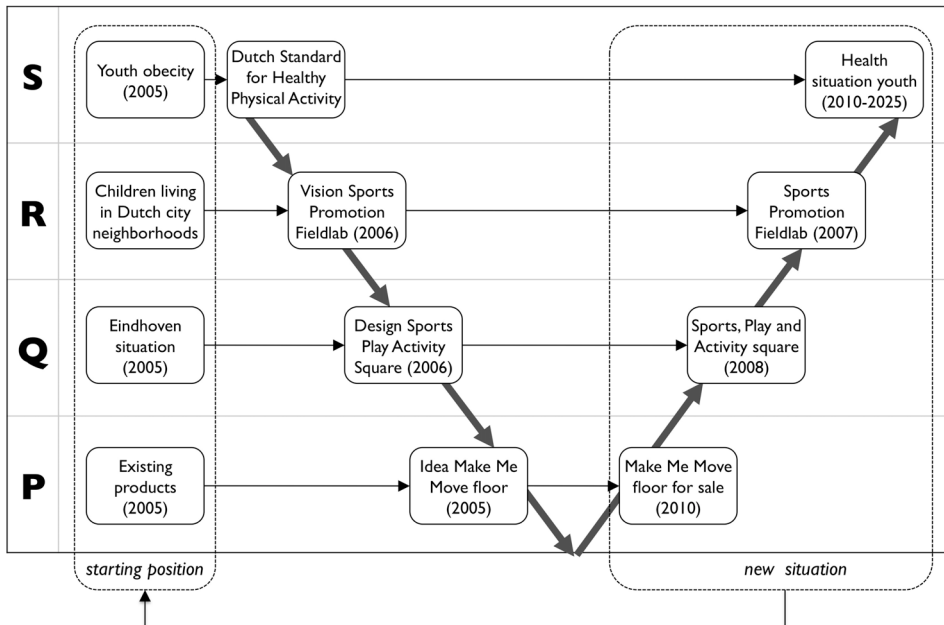 S
Youth obecity
(2005)
Dutch Standard
for Healthy
Physical Activity
Health
situation youth
(2010-2025)
R
Children living
in Dutch city
neighborhoods
Vision Sports
Promotion
Fieldlab (2006)
Sports
Promotion
Fieldlab (2007)
Q
Eindhoven
situation
(2005)
Design Sports
Play Activity
Square (2006)
Sports, Play and
Activity square
(2008)
P
Existing
products
(2005)
Idea Make Me
Move floor
(2005)
Make Me Move
floor for sale
(2010)
starting position
new situation